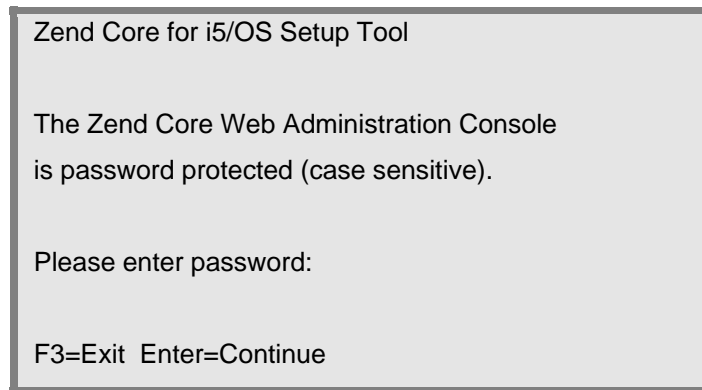 Zend Core for i5/OS Setup Tool
The Zend Core Web Administration Console
is password protected (case sensitive).
Please enter password:
F3=Exit  Enter=Continue